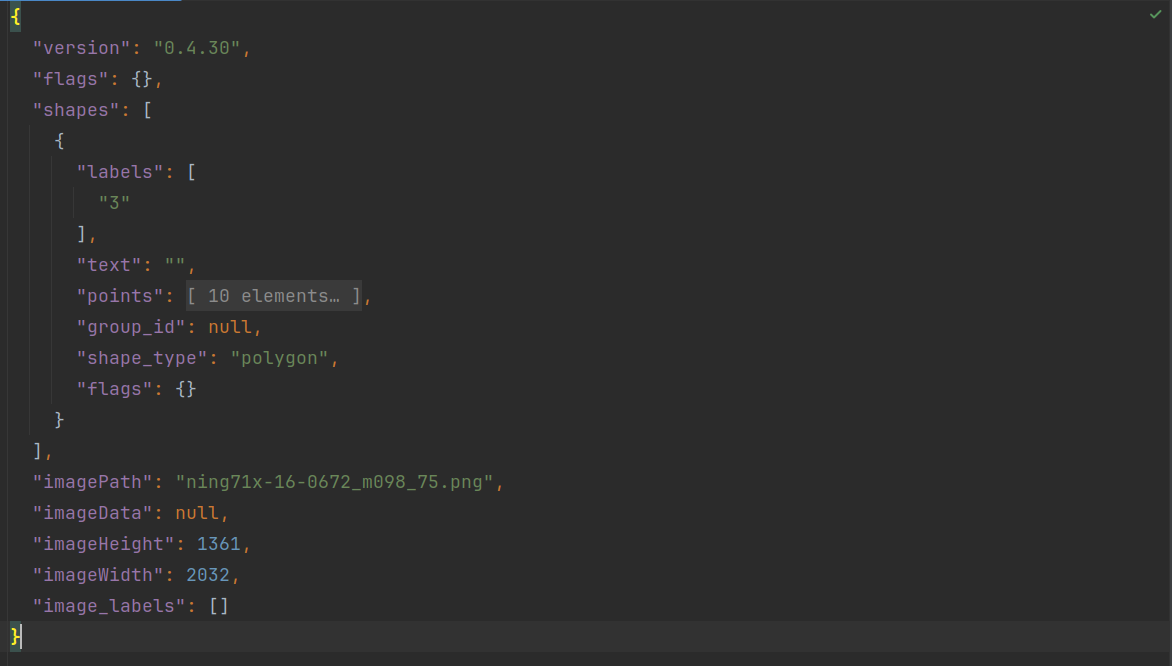 {
"version": "0.4.30",
"flags": {},
"shapes": [
{
"labels": [
"3"
],
"text": "",
"points": [ 10 elements… ],
"group_id": null,
"shape_type": "polygon",
"flags": {}
}
],
"imagePath": "ning71x-16-0672_m098_75.png",
"imageData": null,
"imageHeight": 1361,
"imageWidth": 2032,
"image_labels": []
}